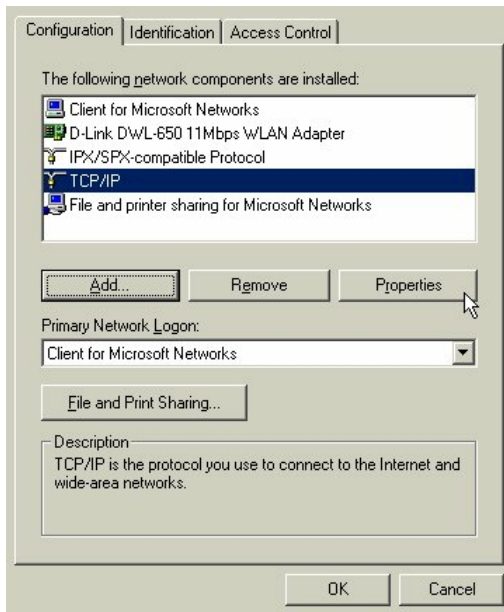 Configuration Identification Access Control
The following network components are installed:
Client for Microsoft Networks
D-Link DWL-650 11Mbps WLAN Adapter
IPX/SPX-compatible Protocol
TCP/IP
File and printer sharing for Microsoft Networks
Add... Remove Properties
Primary Network Logon:
Client for Microsoft Networks
File and Print Sharing...
Description
TCP/IP is the protocol you use to connect to the Internet and
wide-area networks.
OK Cancel